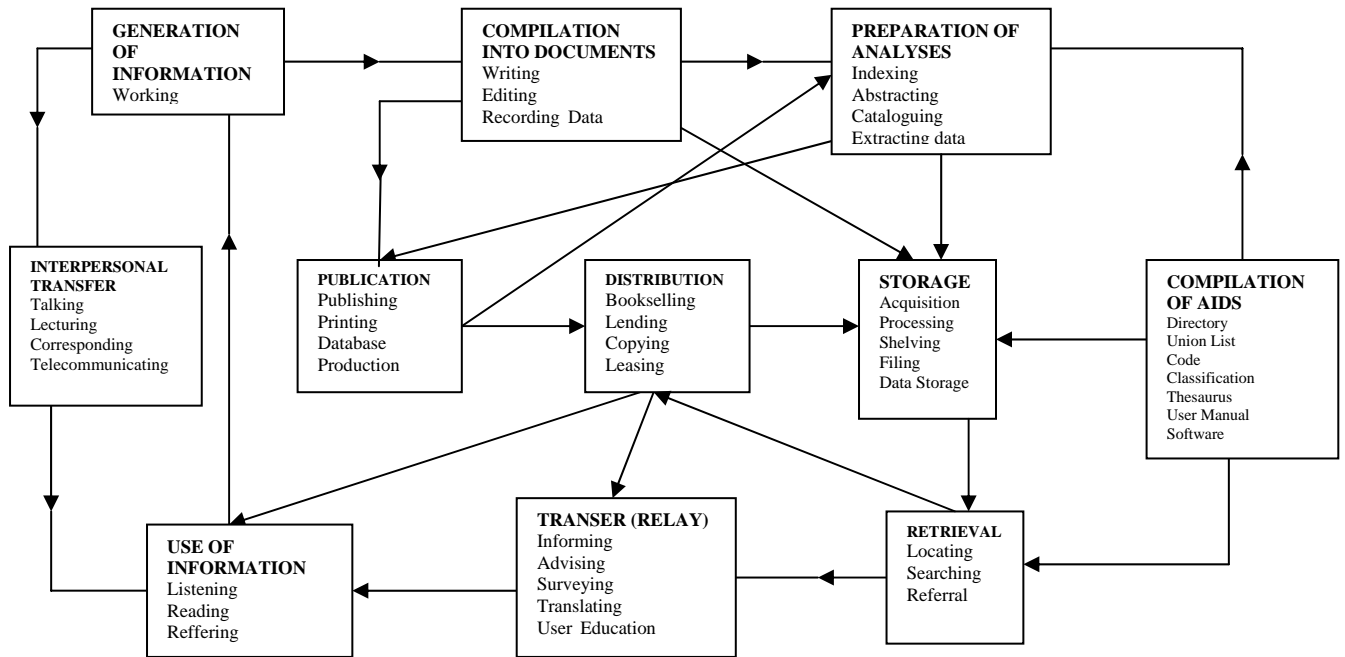 GENERATION
OF
INFORMATION
Working
COMPILATION
INTO DOCUMENTS
Writing
Editing
Recording Data
PREPARATION OF
ANALYSES
Indexing
Abstracting
Cataloguing
Extracting data
INTERPERSONAL
TRANSFER
Talking
Lecturing
Corresponding
Telecommunicating
PUBLICATION
Publishing
Printing
Database
Production
DISTRIBUTION
Bookselling
Lending
Copying
Leasing
STORAGE
Acquisition
Processing
Shelving
Filing
Data Storage
COMPILATION
OF AIDS
Directory
Union List
Code
Classification
Thesaurus
User Manual
Software
USE OF
INFORMATION
Listening
Reading
Reffering
TRANSER (RELAY)
Informing
Advising
Surveying
Translating
User Education
RETRIEVAL
Locating
Searching
Referral